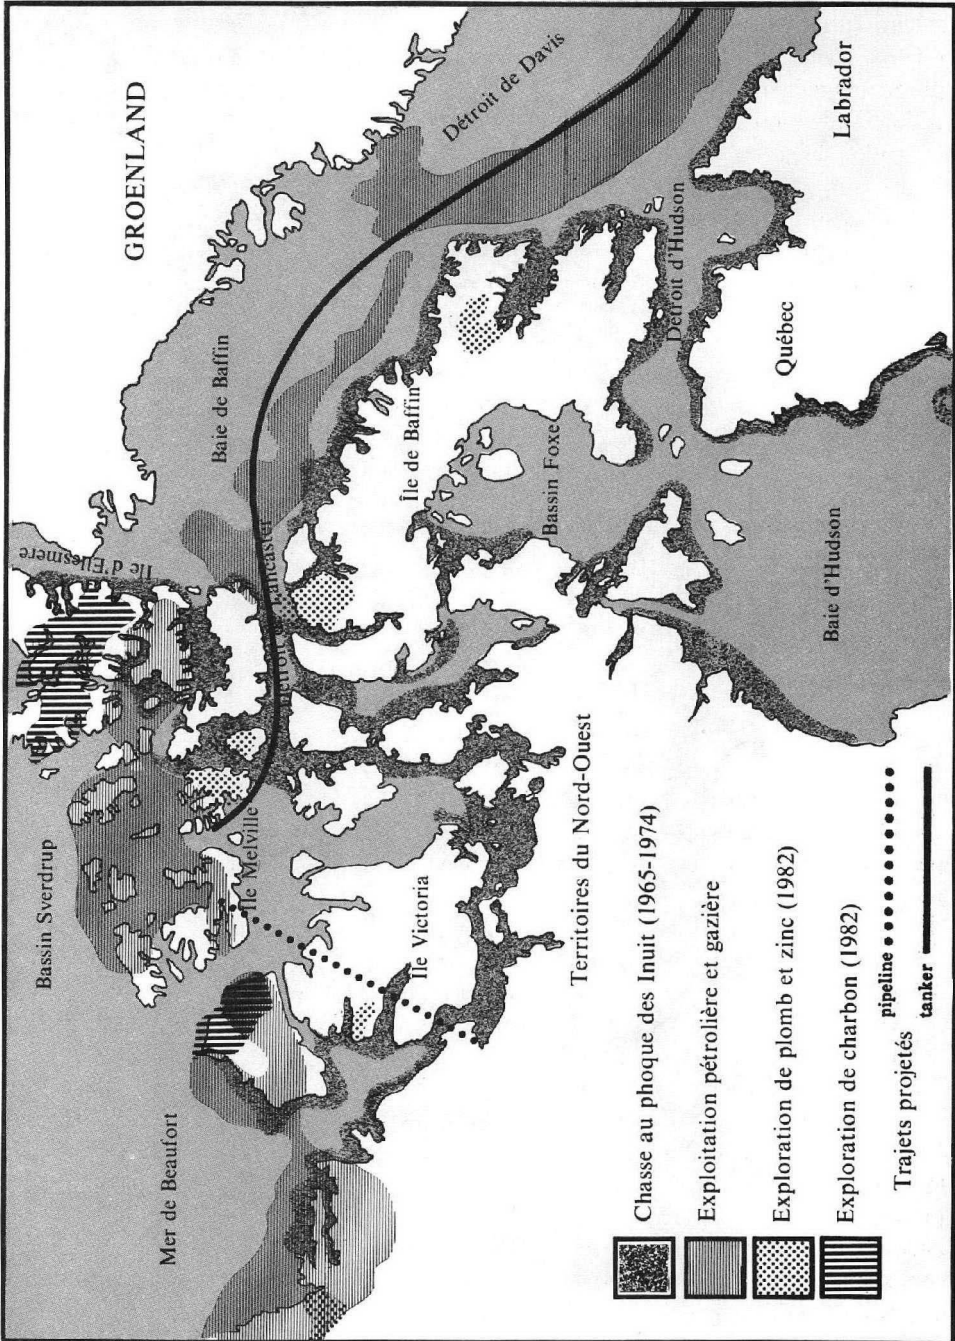 GROENLAND
Détroit de Davis
Labrador
Baie de Baffin
Détroit d'Hudson
Québec
Île de Baffin
Bassin Foxe
Ile d'Ellesmere
Détroit Lancaster
Baie d'Hudson
Bassin Sverdrup
Île Melville
Île Victoria
Territoires du Nord-Ouest
Mer de Beaufort
Chasse au phoque des Inuit (1965-1974)
Exploitation pétrolière et gazière
Exploration de plomb et zinc (1982)
Exploration de charbon (1982)
Trajets projetés
pipeline
tanker